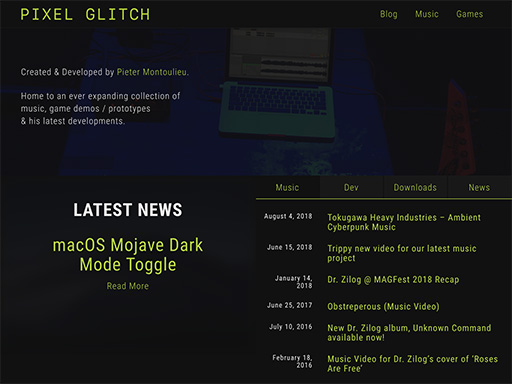 PIXEL GLITCH
Blog Music Games
Created & Developed by Pieter Montoulieu.
Home to an ever expanding collection of
music, game demos / prototypes
& his latest developments.
LATEST NEWS
macOS Mojave Dark
Mode Toggle
Read More
Music Dev Downloads News
August 4, 2018 Tokugawa Heavy Industries – Ambient
Cyberpunk Music
June 15, 2018 Trippy new video for our latest music
project
January 14, Dr. Zilog @ MAGFest 2018 Recap
2018
June 25, 2017 Obstreperous (Music Video)
July 10, 2016 New Dr. Zilog album, Unknown Command
available now!
February 18, Music Video for Dr. Zilog's cover of ‘Roses
2016 Are Free’